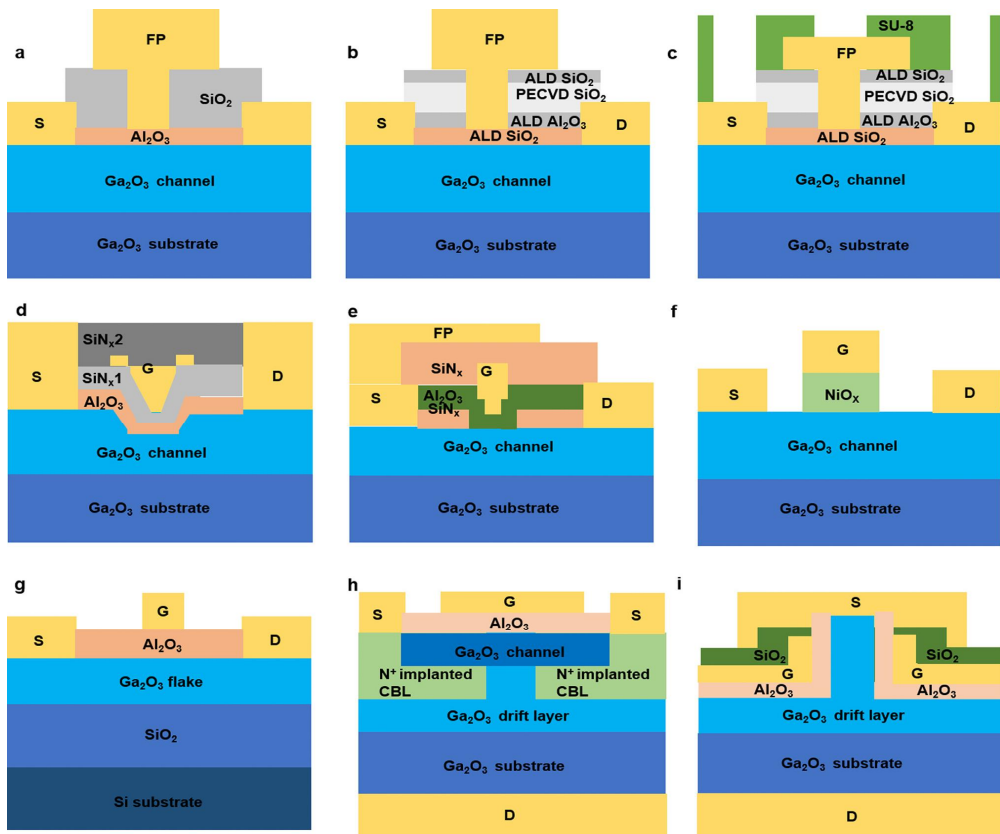 a
FP
SiO₂
S
Al₂O₃
Ga₂O₃ channel
Ga₂O₃ substrate
b
FP
ALD SiO₂
PECVD SiO₂
ALD Al₂O₃
S
D
ALD SiO₂
Ga₂O₃ channel
Ga₂O₃ substrate
c
SU-8
FP
ALD SiO₂
PECVD SiO₂
ALD Al₂O₃
S
D
ALD SiO₂
Ga₂O₃ channel
Ga₂O₃ substrate
d
SiNₓ2
G
S
SiNₓ1
D
Al₂O₃
Ga₂O₃ channel
Ga₂O₃ substrate
e
FP
SiNₓ
G
Al₂O₃
S
D
SiNₓ
Ga₂O₃ channel
Ga₂O₃ substrate
f
G
S
NiOₓ
D
Ga₂O₃ channel
Ga₂O₃ substrate
g
G
S
Al₂O₃
D
Ga₂O₃ flake
SiO₂
Si substrate
h
G
S
S
Al₂O₃
Ga₂O₃ channel
N⁺ implanted
CBL
N⁺ implanted
CBL
Ga₂O₃ drift layer
Ga₂O₃ substrate
D
i
S
SiO₂
SiO₂
G
G
Al₂O₃
Al₂O₃
Ga₂O₃ drift layer
Ga₂O₃ substrate
D